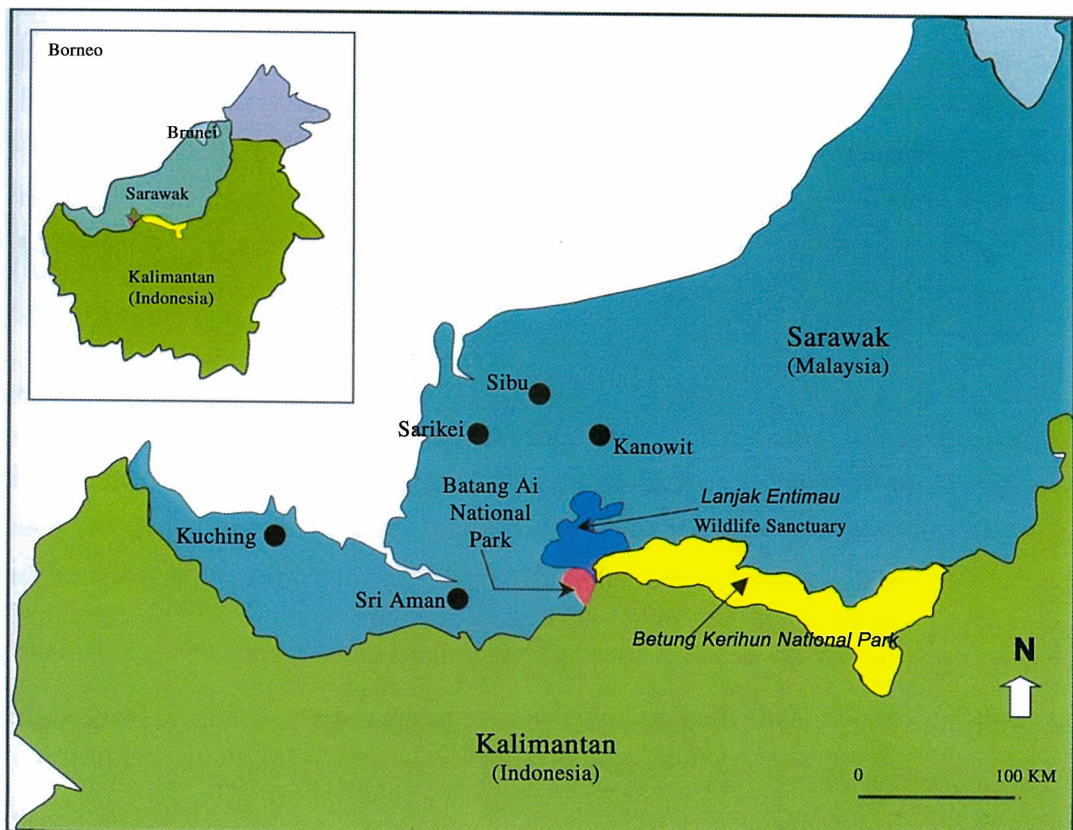 Borneo
Brunei
Sarawak
Kalimantan
(Indonesia)
Sarawak
(Malaysia)
Sibu
Sarikei
Kanowit
Batang Ai
National
Park
Lanjak Entimau
Wildlife Sanctuary
Kuching
Sri Aman
Betung Kerihun National Park
N
Kalimantan
(Indonesia)
0 100 KM